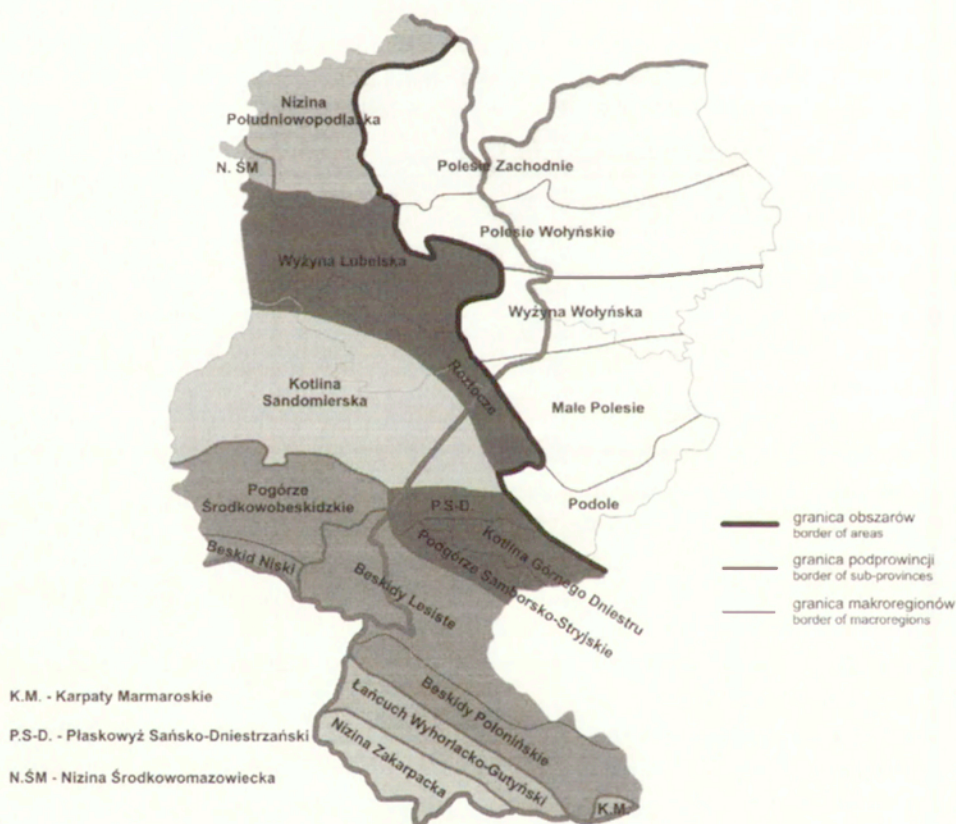 Nizina
Południowopodlaska
N. ŚM
Polesie Zachodnie
Polesie Wołyńskie
Wyżyna Lubelska
Wyżyna Wołyńska
Roztocze
Kotlina
Sandomierska
Małe Polesie
Pogórze
Środkowobeskidzkie
P.S-D.
Podole
Kotlina Górnego Dniestru
Podgórze Samborsko-Stryjskie
Beskid Niski
Beskidy Lesiste
Beskidy Połonińskie
Łańcuch Wyhorlacko-Gutyński
Nizina Zakarpacka
K.M.
granica obszarów
border of areas
granica podprowincji
border of sub-provinces
granica makroregionów
border of macroregions
K.M. - Karpaty Marmaroskie
P.S-D. - Płaskowyż Sańsko-Dniestrzański
N.ŚM - Nizina Środkowomazowiecka